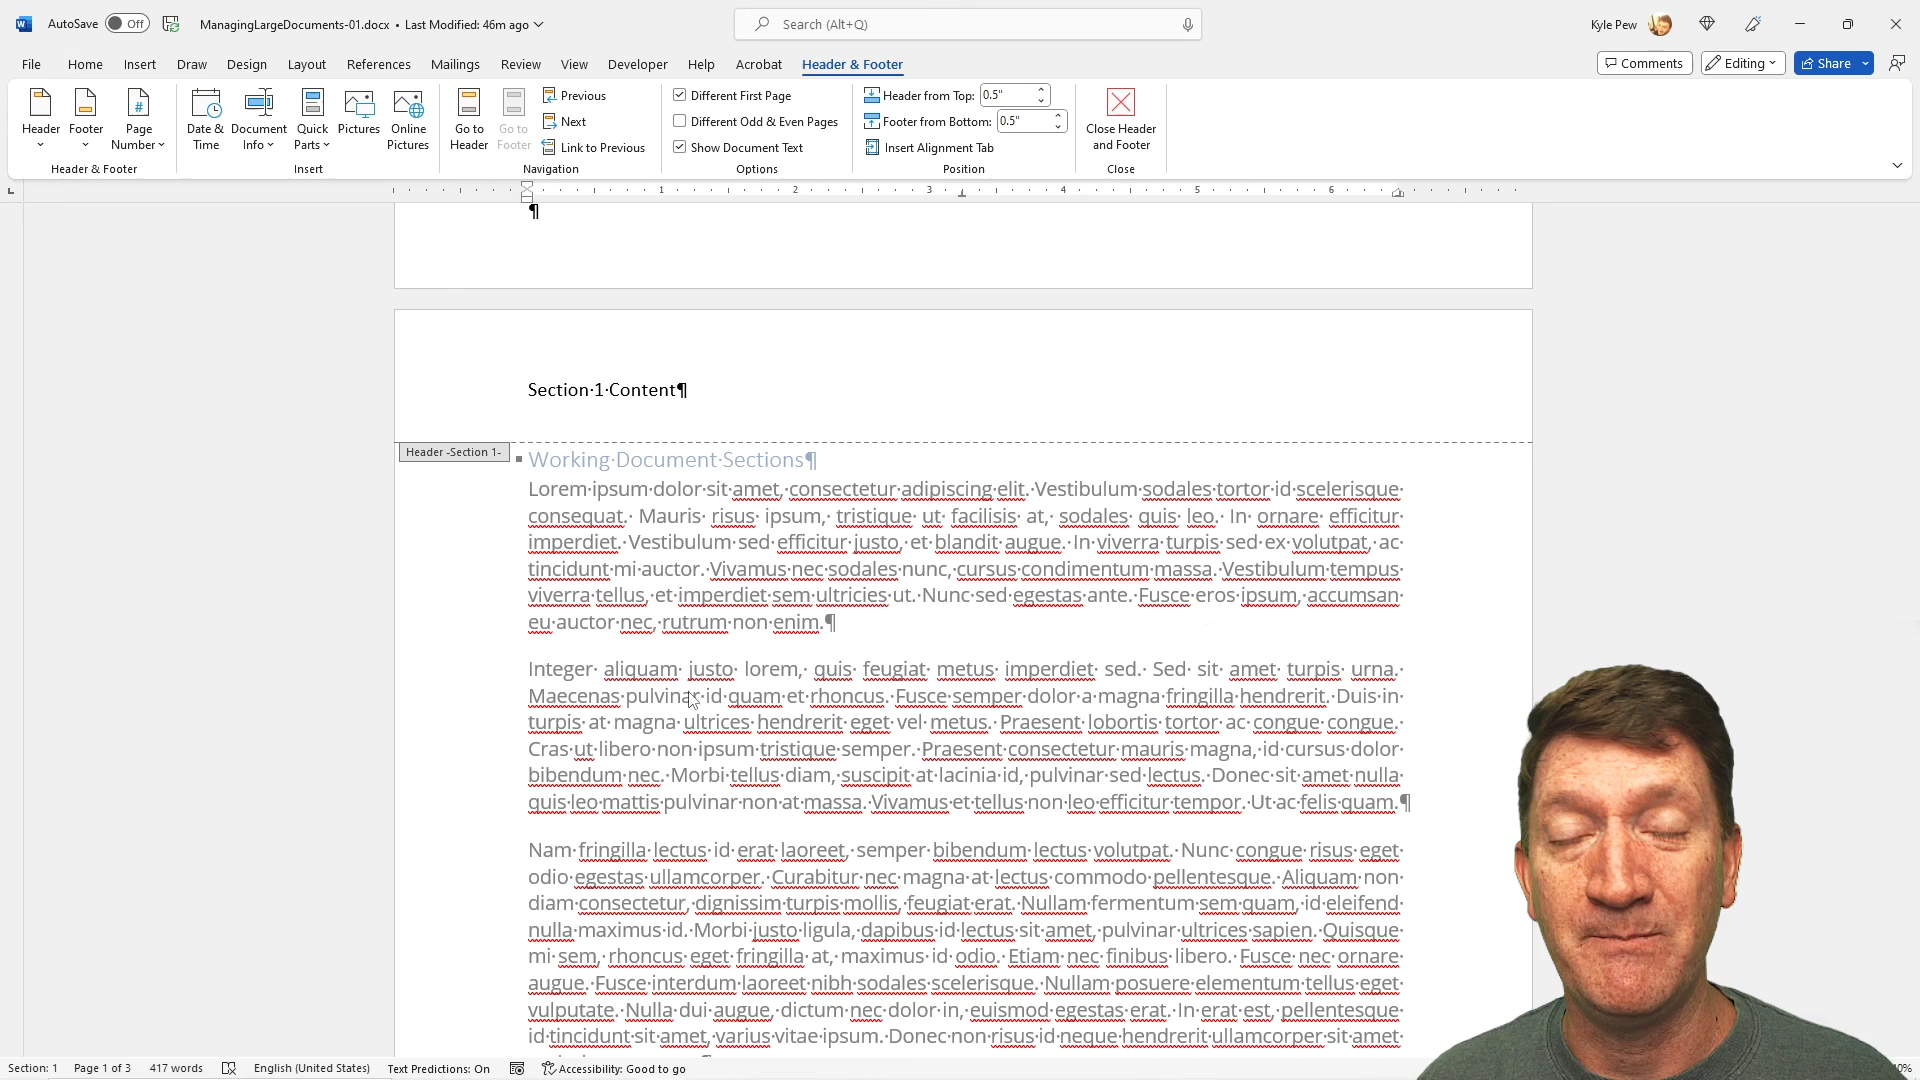 AutoSave Off ManagingLargeDocuments-01.docx • Last Modified: 46m ago Search (Alt+Q) Kyle Pew
File Home Insert Draw Design Layout References Mailings Review View Developer Help Acrobat Header & Footer Comments Editing Share
Header
Footer
Page Number
Header & Footer
Date & Time
Document Info
Quick Parts
Pictures
Online Pictures
Insert
Go to Header
Go to Footer
Previous
Next
Link to Previous
Navigation
Different First Page
Different Odd & Even Pages
Show Document Text
Options
Header from Top: 0.5"
Footer from Bottom: 0.5"
Insert Alignment Tab
Position
Close Header and Footer
Close
1 2 3 4 5 6
¶
Section·1·Content¶
Header -Section 1-
Working·Document·Sections¶
Lorem·ipsum·dolor·sit·amet,·consectetur·adipiscing·elit.·Vestibulum·sodales·tortor·id·scelerisque·
consequat.·Mauris·risus·ipsum,·tristique·ut·facilisis·at,·sodales·quis·leo.·In·ornare·efficitur·
imperdiet.·Vestibulum·sed·efficitur·justo,·et·blandit·augue.·In·viverra·turpis·sed·ex·volutpat,·ac·
tincidunt·mi·auctor.·Vivamus·nec·sodales·nunc,·cursus·condimentum·massa.·Vestibulum·tempus·
viverra·tellus,·et·imperdiet·sem·ultricies·ut.·Nunc·sed·egestas·ante.·Fusce·eros·ipsum,·accumsan·
eu·auctor·nec,·rutrum·non·enim.¶
Integer·aliquam·justo·lorem,·quis·feugiat·metus·imperdiet·sed.·Sed·sit·amet·turpis·urna.·
Maecenas·pulvinar·id·quam·et·rhoncus.·Fusce·semper·dolor·a·magna·fringilla·hendrerit.·Duis·in·
turpis·at·magna·ultrices·hendrerit·eget·vel·metus.·Praesent·lobortis·tortor·ac·congue·congue.·
Cras·ut·libero·non·ipsum·tristique·semper.·Praesent·consectetur·mauris·magna,·id·cursus·dolor·
bibendum·nec.·Morbi·tellus·diam,·suscipit·at·lacinia·id,·pulvinar·sed·lectus.·Donec·sit·amet·nulla·
quis·leo·mattis·pulvinar·non·at·massa.·Vivamus·et·tellus·non·leo·efficitur·tempor.·Ut·ac·felis·quam.¶
Nam·fringilla·lectus·id·erat·laoreet,·semper·bibendum·lectus·volutpat.·Nunc·congue·risus·eget·
odio·egestas·ullamcorper.·Curabitur·nec·magna·at·lectus·commodo·pellentesque.·Aliquam·non·
diam·consectetur,·dignissim·turpis·mollis,·feugiat·erat.·Nullam·fermentum·sem·quam,·id·eleifend·
nulla·maximus·id.·Morbi·justo·ligula,·dapibus·id·lectus·sit·amet,·pulvinar·ultrices·sapien.·Quisque·
mi·sem,·rhoncus·eget·fringilla·at,·maximus·id·odio.·Etiam·nec·finibus·libero.·Fusce·nec·ornare·
augue.·Fusce·interdum·laoreet·nibh·sodales·scelerisque.·Nullam·posuere·elementum·tellus·eget·
vulputate.·Nulla·dui·augue,·dictum·nec·dolor·in,·euismod·egestas·erat.·In·erat·est,·pellentesque·
id·tincidunt·sit·amet,·varius·vitae·ipsum.·Donec·non·risus·id·neque·hendrerit·ullamcorper·sit·amet·
Section: 1 Page 1 of 3 417 words English (United States) Text Predictions: On Accessibility: Good to go